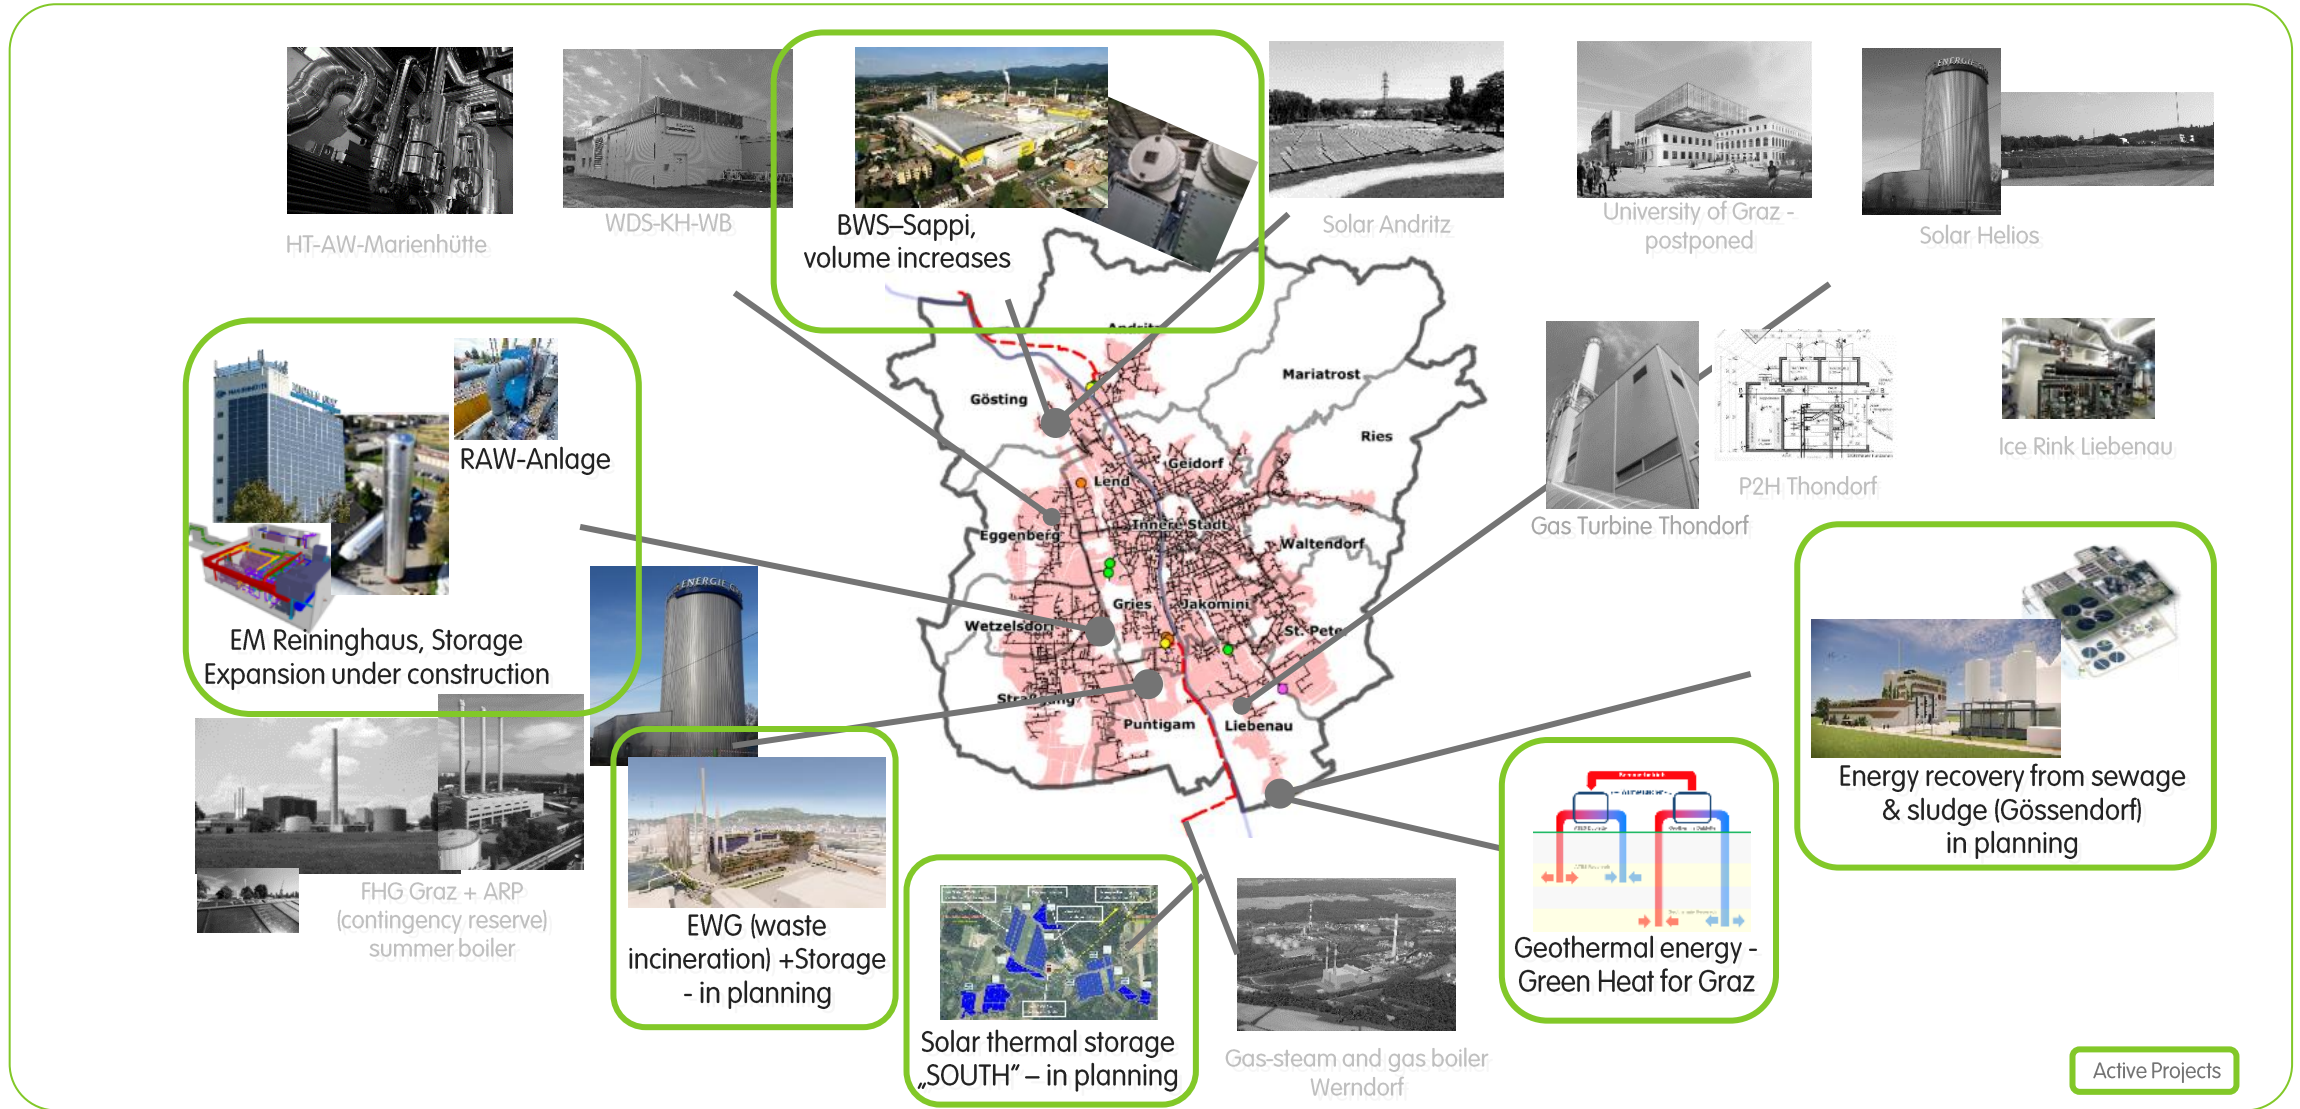 HT-AW-Marienhütte
WDS-KH-WB
BWS–Sappi,
volume increases
Solar Andritz
University of Graz -
postponed
ENERGIE G
Solar Helios
RAW-Anlage
EM Reininghaus, Storage
Expansion under construction
Andritz
Gösting
Mariatrost
Ries
Geidorf
Lend
Innere Stadt
Eggenberg
Waltendorf
Gries
Jakomini
Wetzelsdorf
St. Peter
Straßgang
Puntigam
Liebenau
Gas Turbine Thondorf
P2H Thondorf
Ice Rink Liebenau
Energy recovery from sewage
& sludge (Gössendorf)
in planning
ENERGIE G
FHG Graz + ARP
(contingency reserve)
summer boiler
EWG (waste
incineration) +Storage
- in planning
Solar thermal storage
„SOUTH“ – in planning
Gas-steam and gas boiler
Werndorf
Geothermal energy -
Green Heat for Graz
Active Projects